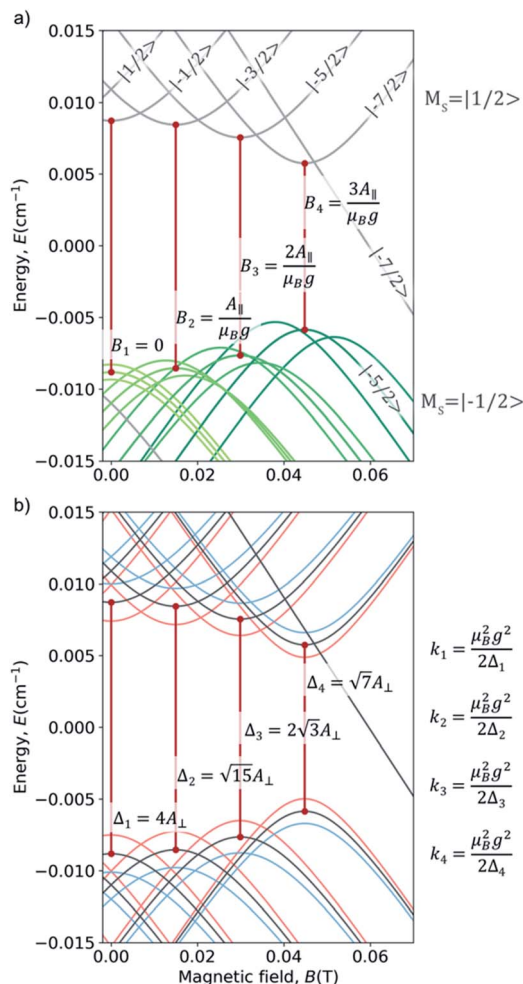 a)
0.015
0.010
0.005
0.000
−0.005
−0.010
−0.015
Energy, E(cm⁻¹)
|1/2>
|-1/2>
|-3/2>
|-5/2>
|-7/2>
M_S=|1/2>
B₄ = 3A∥/μ_B g
B₃ = 2A∥/μ_B g
B₂ = A∥/μ_B g
B₁ = 0
|-7/2>
|-5/2>
M_S=|-1/2>
0.00 0.02 0.04 0.06
b)
0.015
0.010
0.005
0.000
−0.005
−0.010
−0.015
Energy, E(cm⁻¹)
Δ₄ = √7A⊥
Δ₃ = 2√3A⊥
Δ₂ = √15A⊥
Δ₁ = 4A⊥
k₁ = μ_B²g²/2Δ₁
k₂ = μ_B²g²/2Δ₂
k₃ = μ_B²g²/2Δ₃
k₄ = μ_B²g²/2Δ₄
0.00 0.02 0.04 0.06
Magnetic field, B(T)